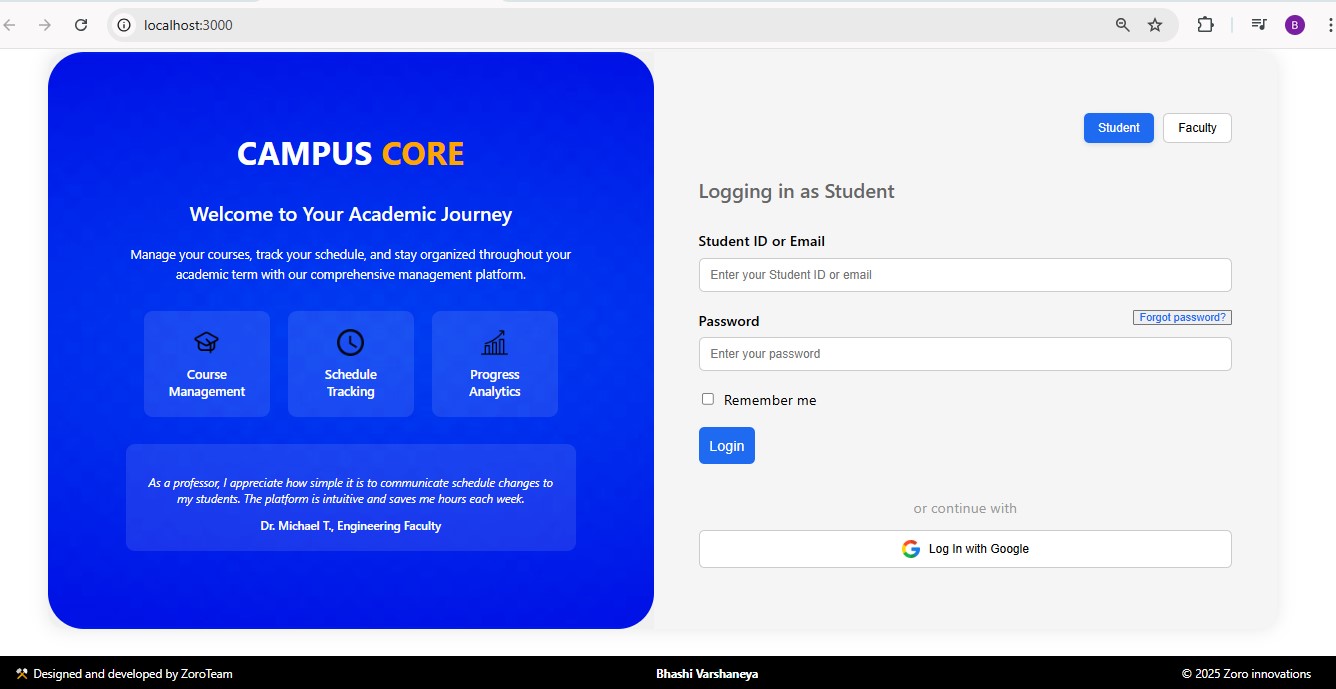 localhost:3000
B
CAMPUS CORE
Welcome to Your Academic Journey
Manage your courses, track your schedule, and stay organized throughout your
academic term with our comprehensive management platform.
Course
Management
Schedule
Tracking
Progress
Analytics
As a professor, I appreciate how simple it is to communicate schedule changes to
my students. The platform is intuitive and saves me hours each week.
Dr. Michael T., Engineering Faculty
Student
Faculty
Logging in as Student
Student ID or Email
Enter your Student ID or email
Password
Forgot password?
Enter your password
Remember me
Login
or continue with
Log In with Google
Designed and developed by ZoroTeam
Bhashi Varshaneya
© 2025 Zoro innovations